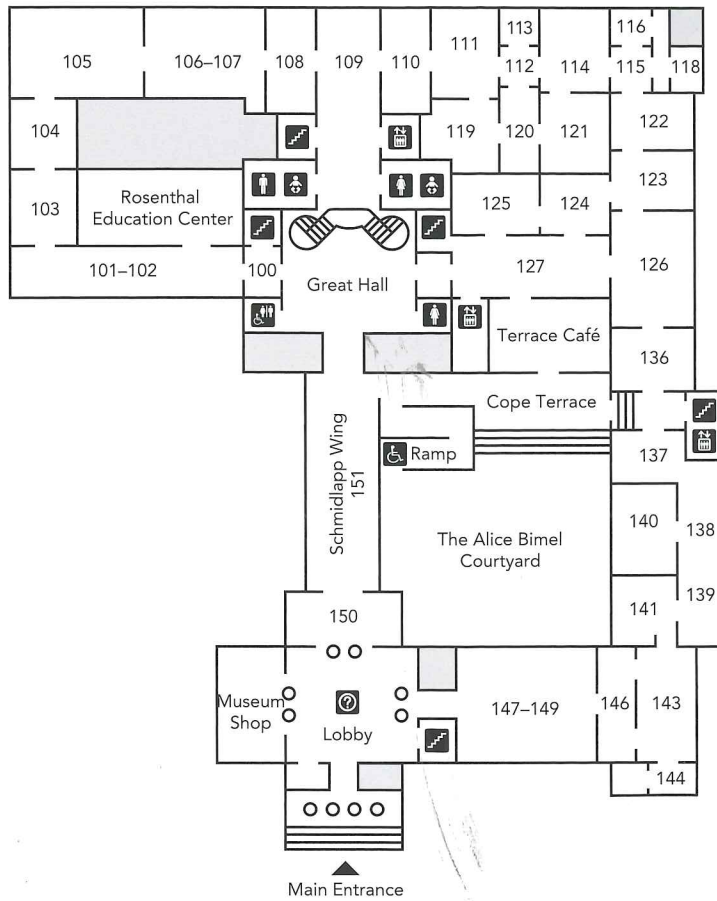 105
106–107
108
109
110
111
113
112
114
116
115
118
104
119
120
121
122
103
Rosenthal
Education Center
125
124
123
101–102
100
Great Hall
127
126
Terrace Café
136
Cope Terrace
Schmidlapp Wing
151
Ramp
137
140
138
The Alice Bimel
Courtyard
139
150
141
Museum
Shop
?
Lobby
147–149
146
143
144
Main Entrance